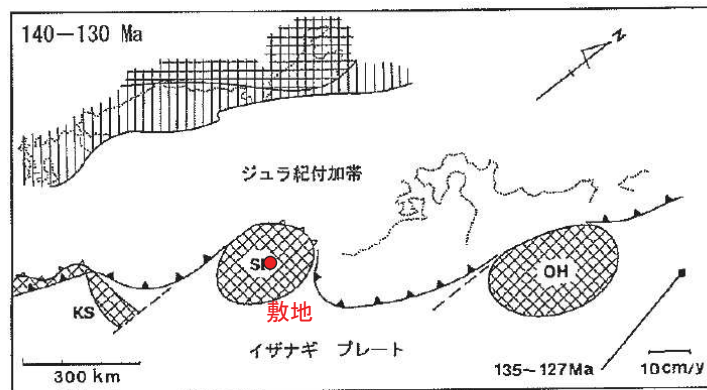 140-130 Ma
N
ジュラ紀付加帯
SI
OH
KS
敷地
イザナギ プレート
135~127Ma
300 km
10cm/y